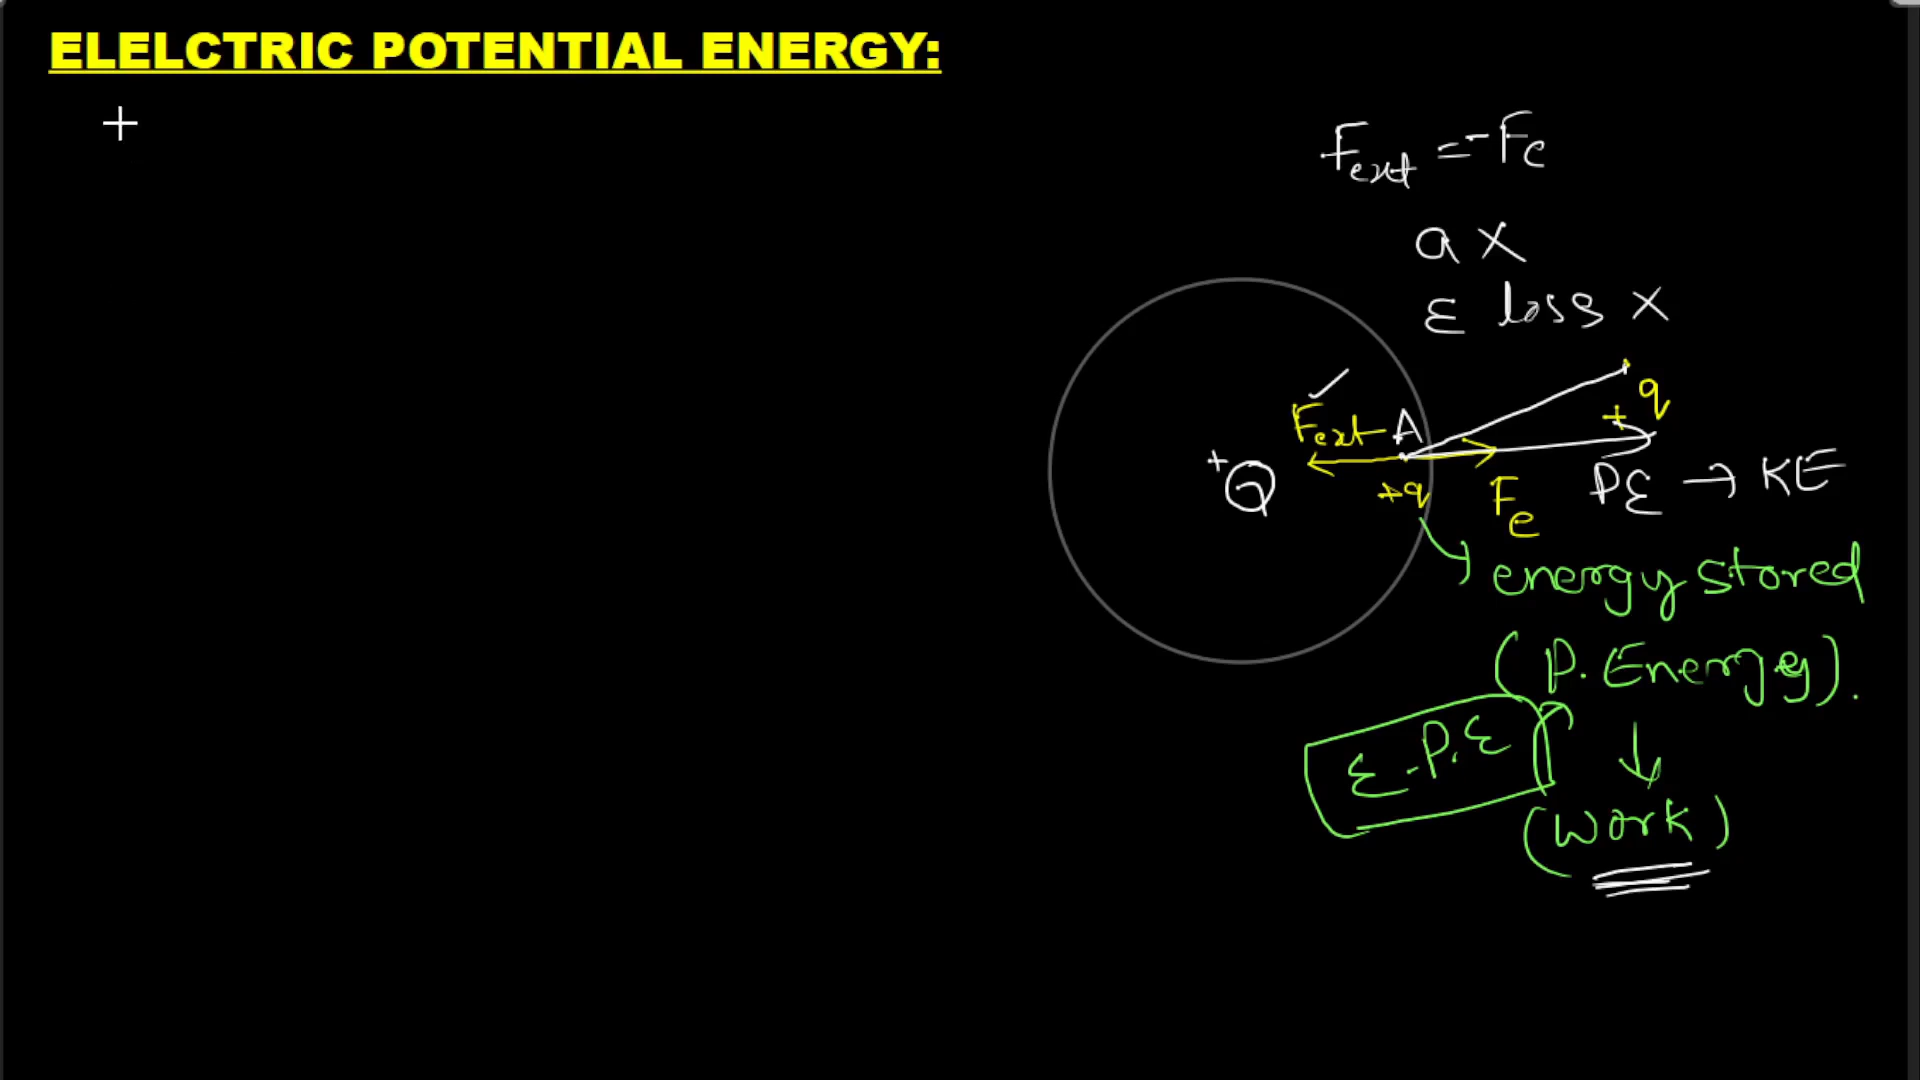 ELELCTRIC POTENTIAL ENERGY:
Fext = -Fe
a X
E loss X
+ q
Fext A
+Q
+q
Fe
PE → KE
energy stored
(P. Energy).
E.P.E
(Work)